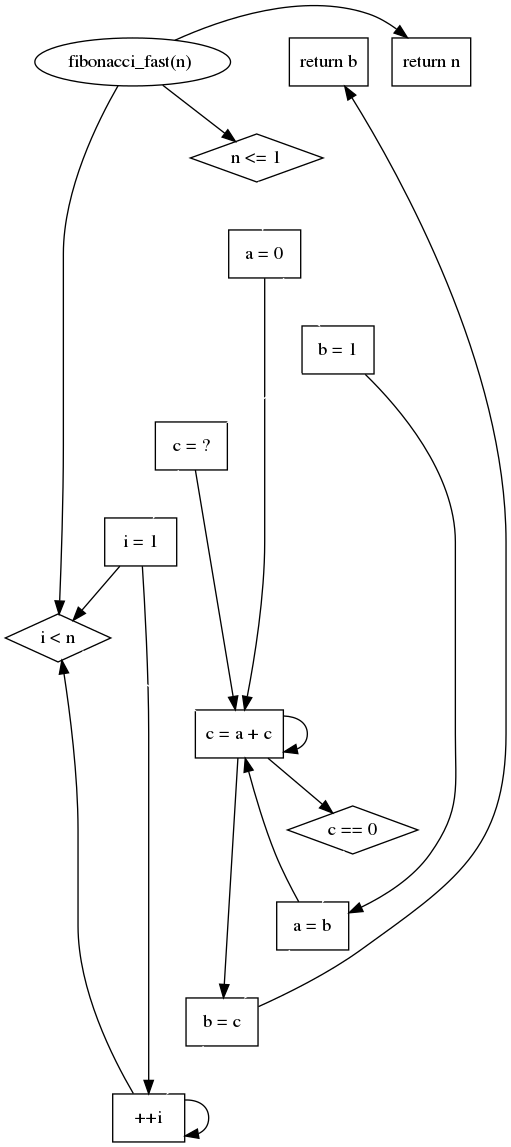 fibonacci_fast(n)
return b
return n
n <= 1
a = 0
b = 1
c = ?
i = 1
i < n
c = a + c
c == 0
a = b
b = c
++i